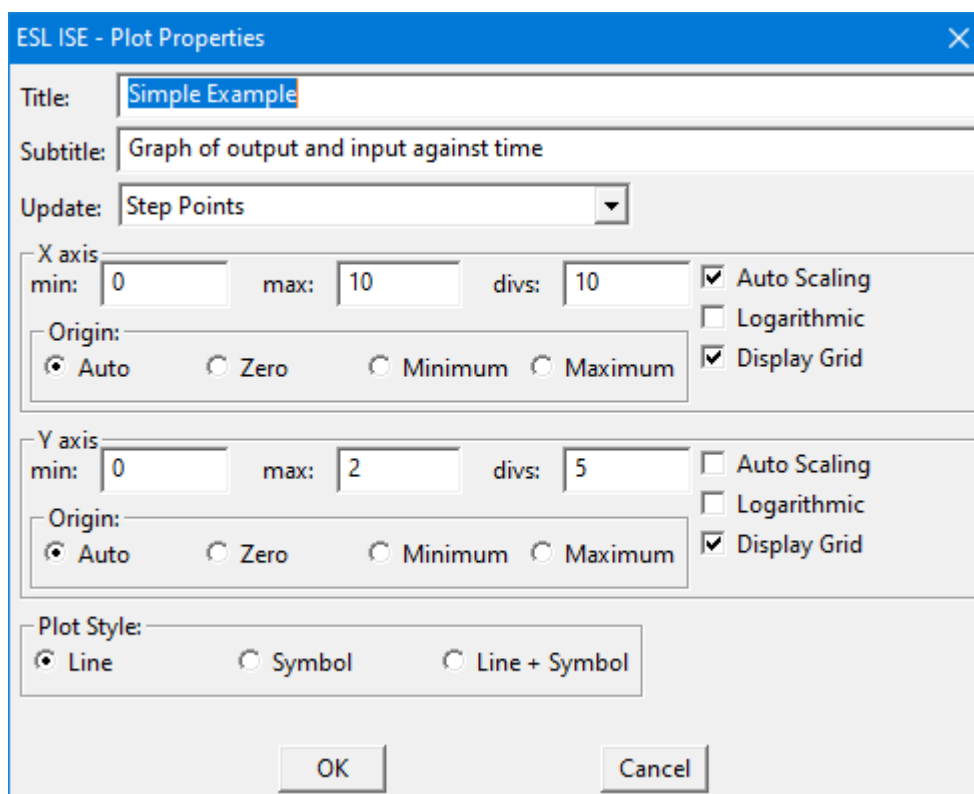 ESL ISE - Plot Properties
Title: Simple Example
Subtitle: Graph of output and input against time
Update: Step Points
X axis
min: 0 max: 10 divs: 10 Auto Scaling
Logarithmic
Origin:
Auto Zero Minimum Maximum Display Grid
Y axis
min: 0 max: 2 divs: 5 Auto Scaling
Logarithmic
Origin:
Auto Zero Minimum Maximum Display Grid
Plot Style:
Line Symbol Line + Symbol
OK Cancel